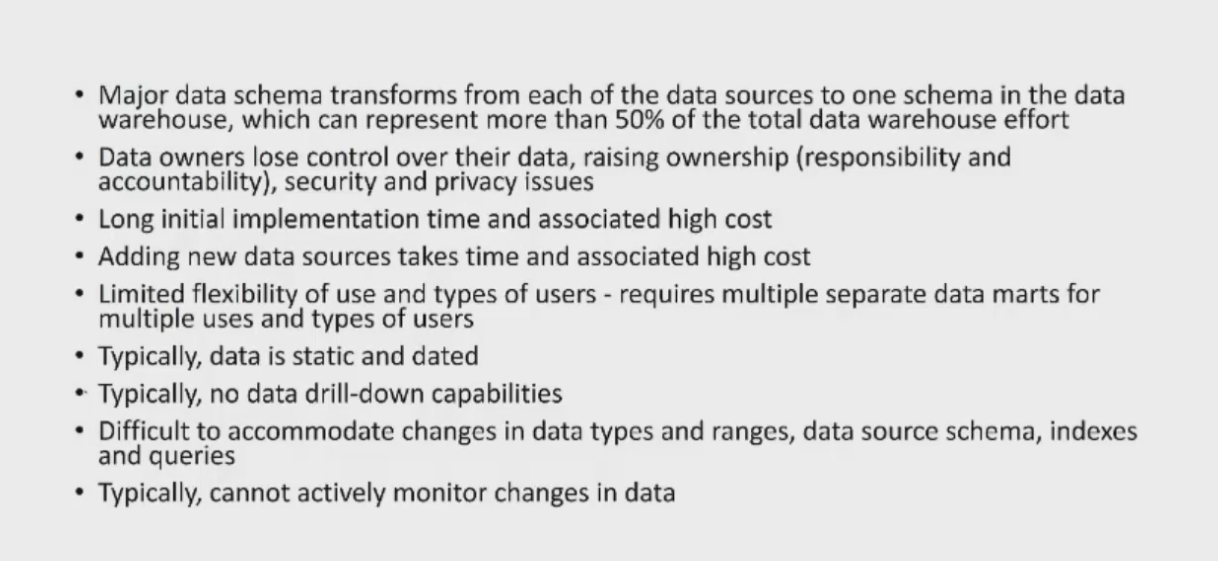 • Major data schema transforms from each of the data sources to one schema in the data
warehouse, which can represent more than 50% of the total data warehouse effort
• Data owners lose control over their data, raising ownership (responsibility and
accountability), security and privacy issues
• Long initial implementation time and associated high cost
• Adding new data sources takes time and associated high cost
• Limited flexibility of use and types of users - requires multiple separate data marts for
multiple uses and types of users
• Typically, data is static and dated
• Typically, no data drill-down capabilities
• Difficult to accommodate changes in data types and ranges, data source schema, indexes
and queries
• Typically, cannot actively monitor changes in data